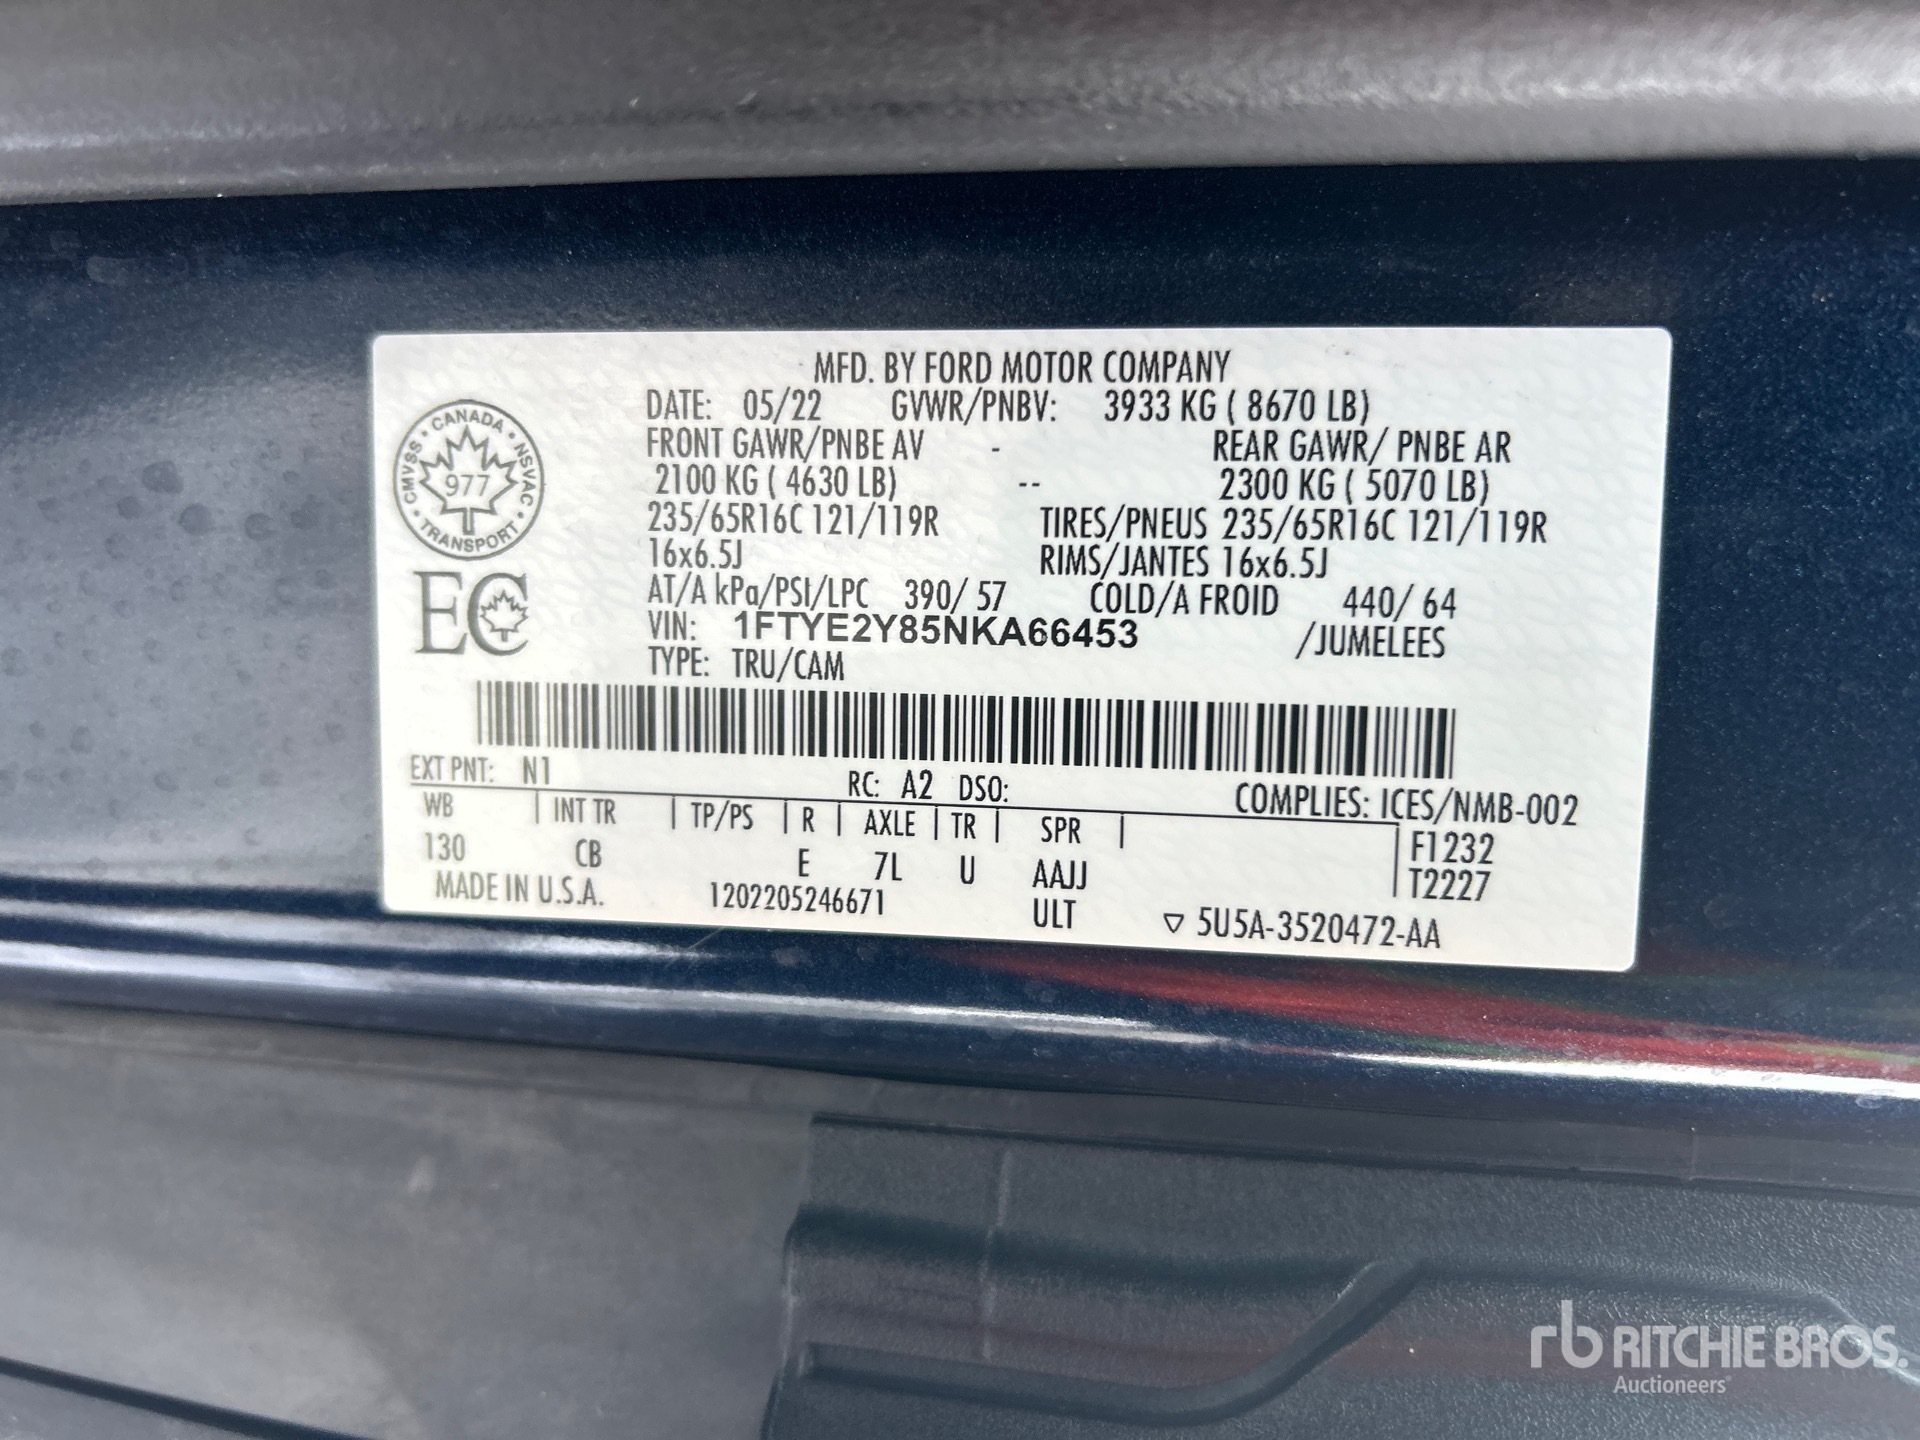 MFD. BY FORD MOTOR COMPANY
DATE: 05/22 GVWR/PNBV: 3933 KG ( 8670 LB)
FRONT GAWR/PNBE AV - REAR GAWR/ PNBE AR
2100 KG ( 4630 LB) -- 2300 KG ( 5070 LB)
235/65R16C 121/119R TIRES/PNEUS 235/65R16C 121/119R
16x6.5J RIMS/JANTES 16x6.5J
AT/A kPa/PSI/LPC 390/ 57 COLD/A FROID 440/ 64
VIN: 1FTYE2Y85NKA66453 /JUMELEES
TYPE: TRU/CAM
CANADA · NSVAC · TRANSPORT · CMVSS
977
EC
EXT PNT: N1 RC: A2 DSO: COMPLIES: ICES/NMB-002
WB | INT TR | TP/PS | R | AXLE | TR | SPR | F1232
130 CB E 7L U AAJJ T2227
MADE IN U.S.A. 1202205246671 ULT ▽ 5U5A-3520472-AA
rb RITCHIE BROS.
Auctioneers